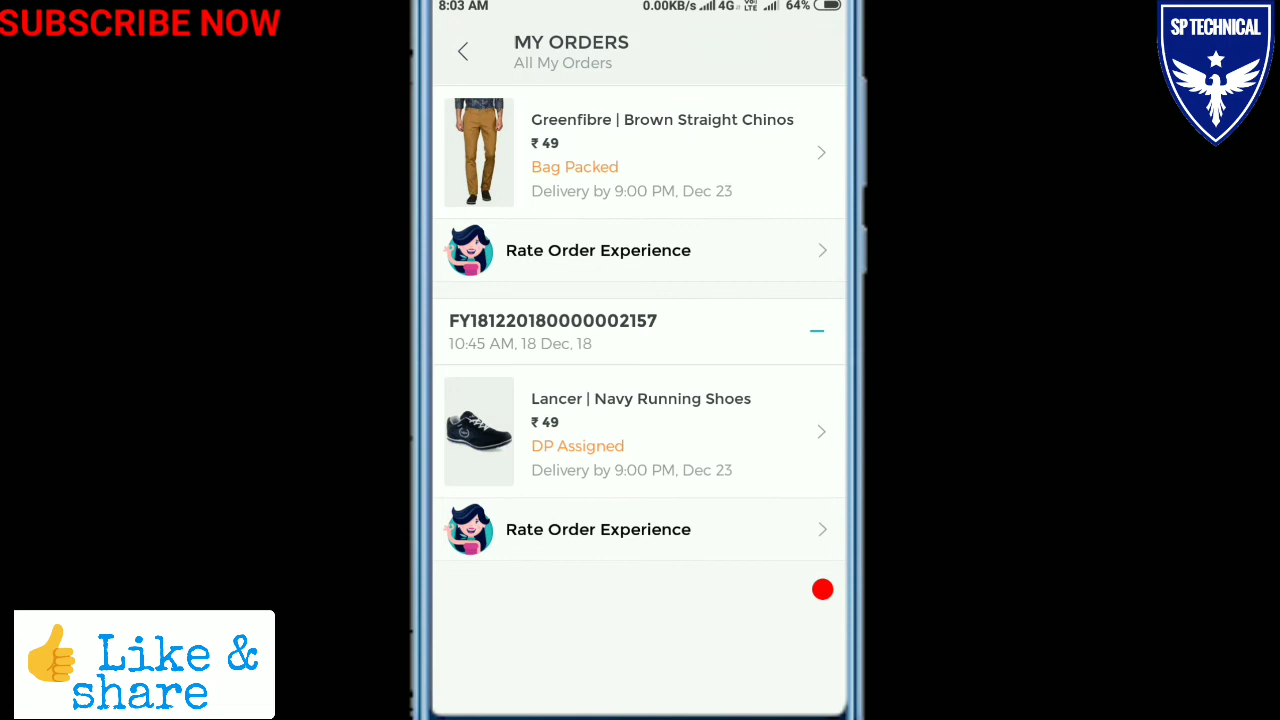 SUBSCRIBE NOW
8:03 AM
0.00KB/s 4G VoLTE 64%
SP TECHNICAL
MY ORDERS
All My Orders
Greenfibre | Brown Straight Chinos
₹ 49
Bag Packed
Delivery by 9:00 PM, Dec 23
Rate Order Experience
FY181220180000002157
10:45 AM, 18 Dec, 18
Lancer | Navy Running Shoes
₹ 49
DP Assigned
Delivery by 9:00 PM, Dec 23
Rate Order Experience
Like &
share